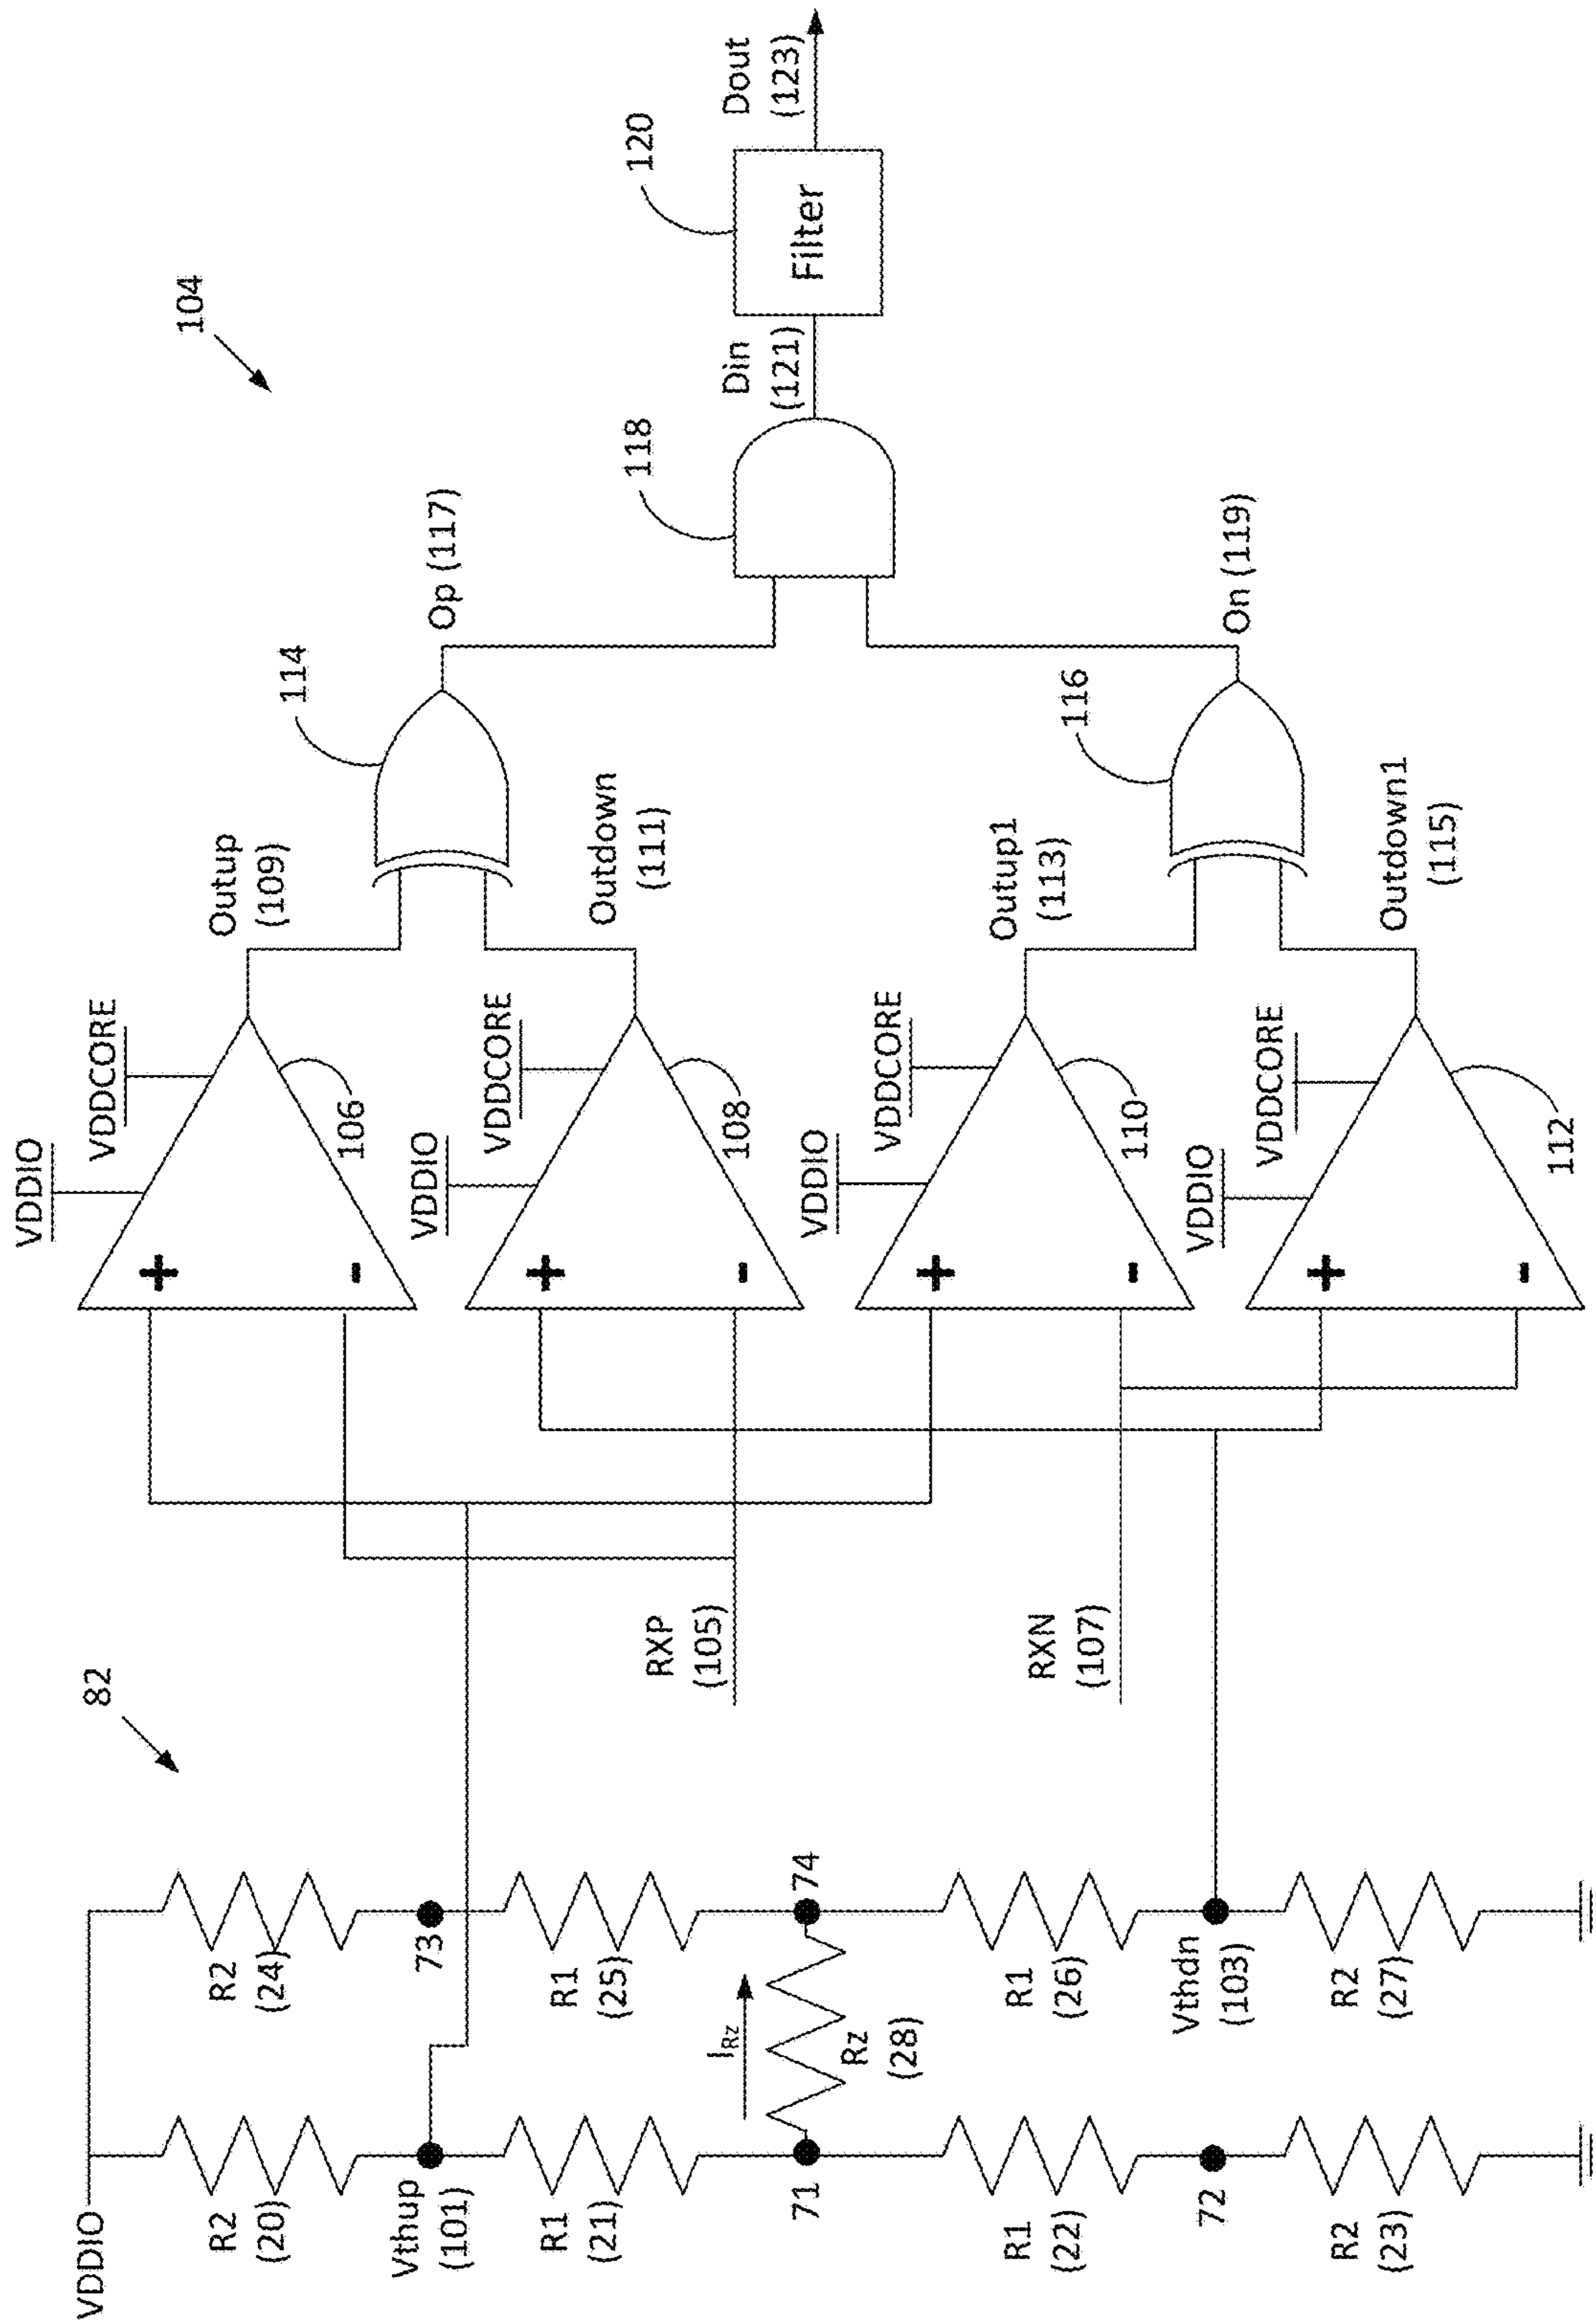 104
82
VDDIO
R2
(20)
Vthup
(101)
R1
(21)
71
R1
(22)
72
R2
(23)
R2
(24)
73
R1
(25)
74
IRz
Rz
(28)
R1
(26)
Vthdn
(103)
R2
(27)
RXP
(105)
RXN
(107)
VDDIO
VDDCORE
+
-
106
Outup
(109)
VDDIO
VDDCORE
+
-
108
Outdown
(111)
VDDIO
VDDCORE
+
-
110
Outup1
(113)
VDDIO
VDDCORE
+
-
112
Outdown1
(115)
114
Op (117)
116
On (119)
118
Din
(121)
120
Filter
Dout
(123)